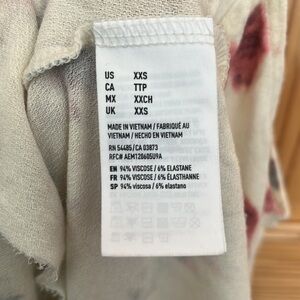 US XXS
CA TTP
MX XXCH
UK XXS
MADE IN VIETNAM / FABRIQUÉ AU
VIETNAM / HECHO EN VIETNAM
RN 54485/CA 03873
RFC# AEM120605U9A
EN 94% VISCOSE / 6% ELASTANE
FR 94% VISCOSE / 6% ÉLASTHANNE
SP 94% viscosa / 6% elastano